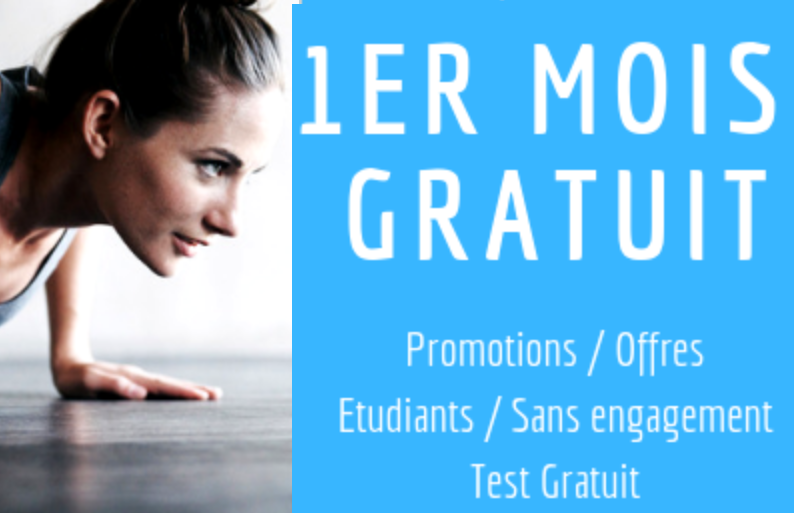 1ER MOIS
GRATUIT
Promotions / Offres
Etudiants / Sans engagement
Test Gratuit